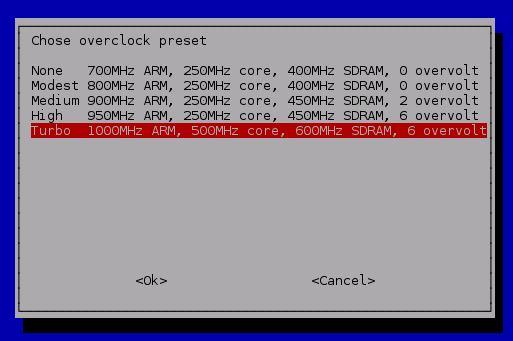 Chose overclock preset
None 700MHz ARM, 250MHz core, 400MHz SDRAM, 0 overvolt
Modest 800MHz ARM, 250MHz core, 400MHz SDRAM, 0 overvolt
Medium 900MHz ARM, 250MHz core, 450MHz SDRAM, 2 overvolt
High 950MHz ARM, 250MHz core, 450MHz SDRAM, 6 overvolt
Turbo 1000MHz ARM, 500MHz core, 600MHz SDRAM, 6 overvolt
<Ok> <Cancel>